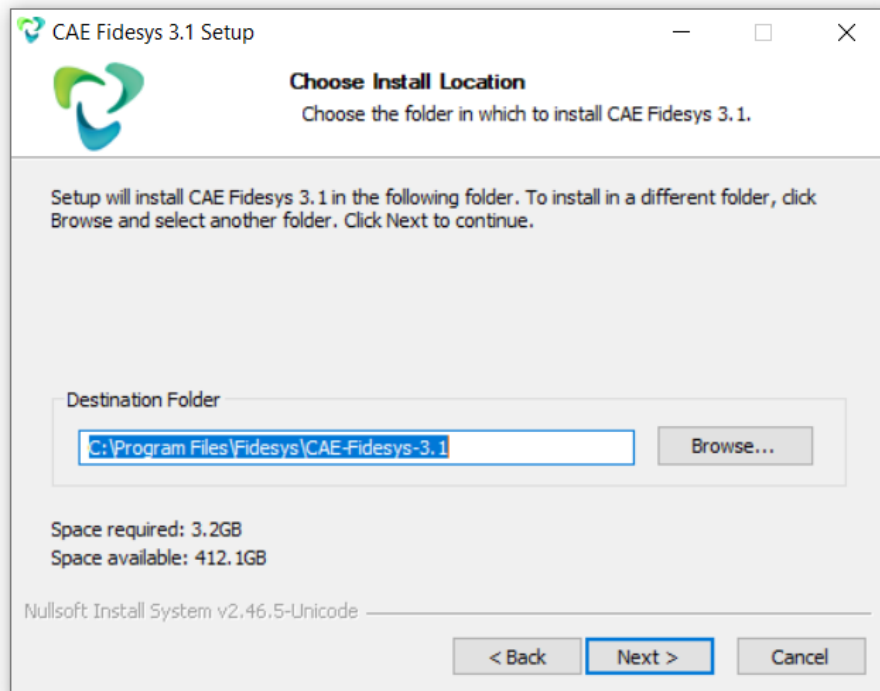 CAE Fidesys 3.1 Setup
Choose Install Location
Choose the folder in which to install CAE Fidesys 3.1.
Setup will install CAE Fidesys 3.1 in the following folder. To install in a different folder, click
Browse and select another folder. Click Next to continue.
Destination Folder
C:\Program Files\Fidesys\CAE-Fidesys-3.1
Browse...
Space required: 3.2GB
Space available: 412.1GB
Nullsoft Install System v2.46.5-Unicode
< Back
Next >
Cancel